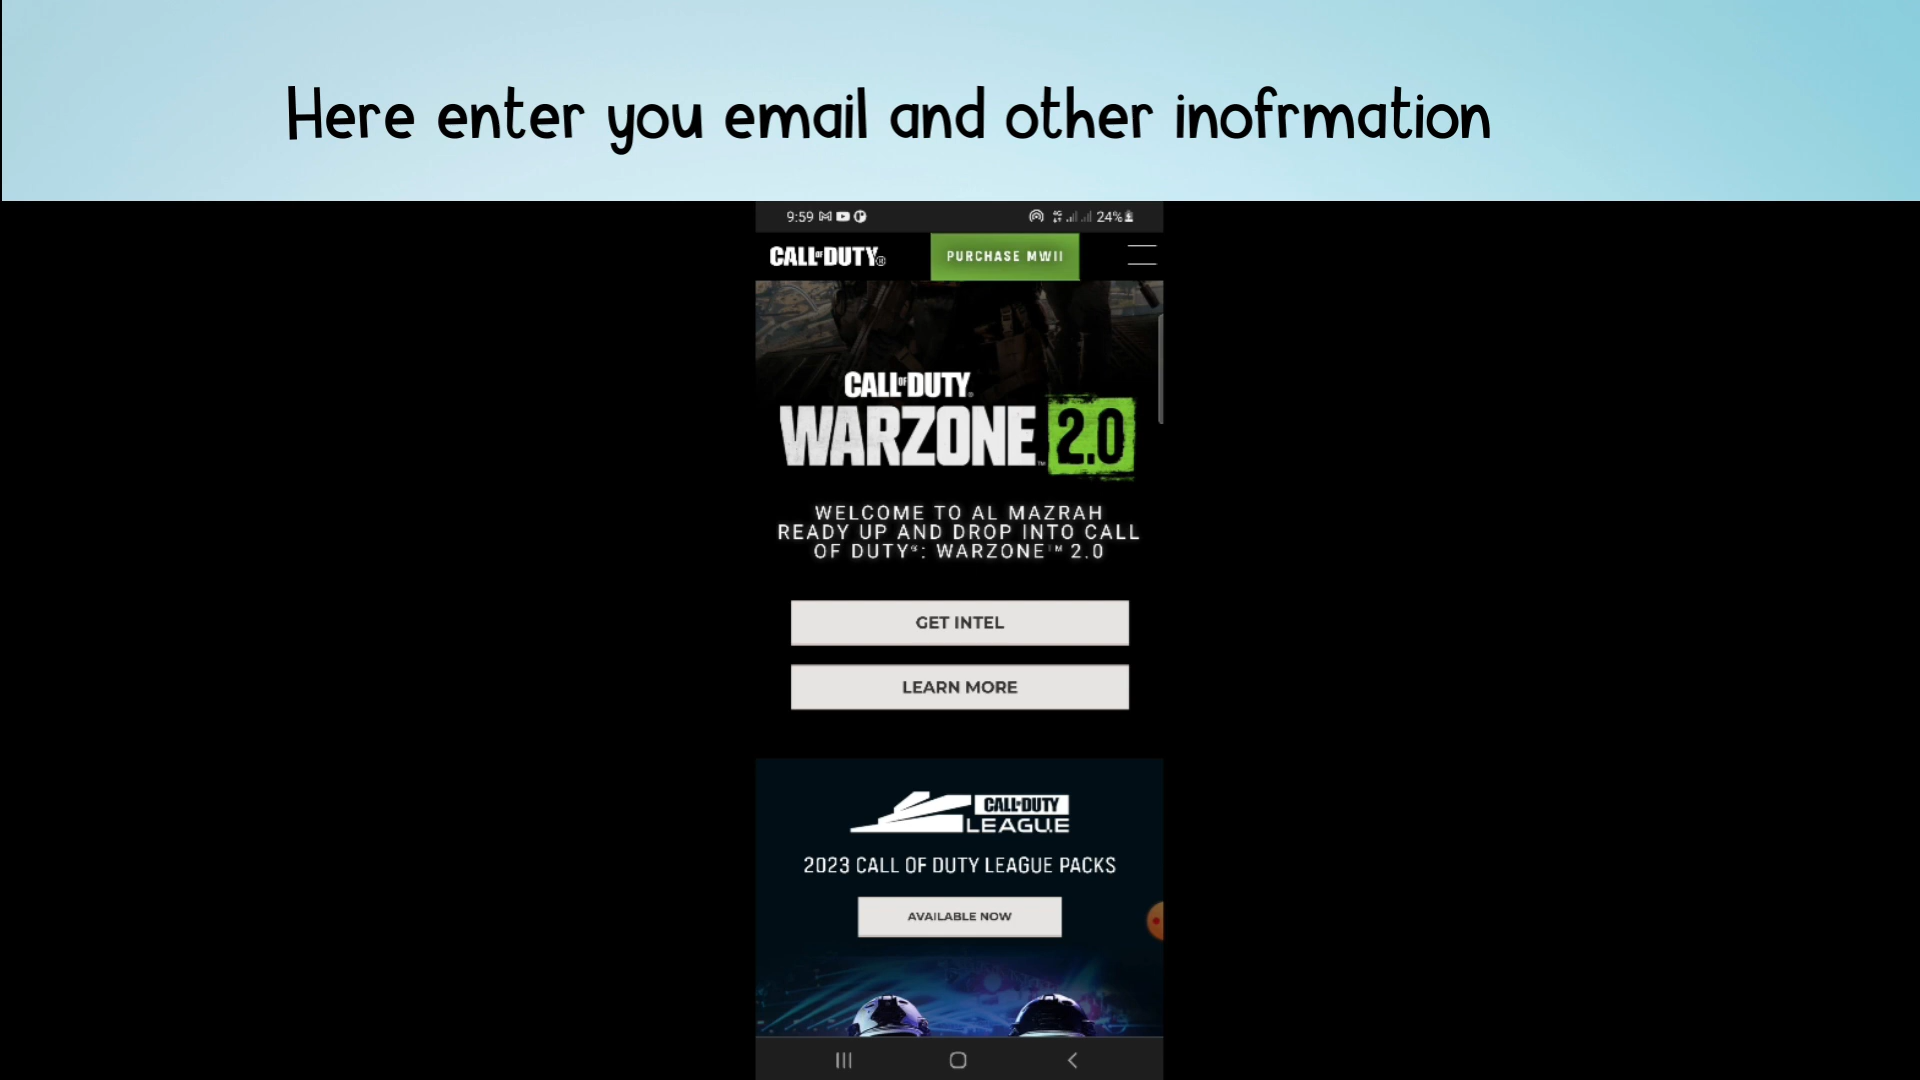 Here enter you email and other inofrmation
9:59 24%
CALL OF DUTY® PURCHASE MWII
CALL OF DUTY®
WARZONE™ 2.0
WELCOME TO AL MAZRAH
READY UP AND DROP INTO CALL
OF DUTY®: WARZONE™ 2.0
GET INTEL
LEARN MORE
CALL OF DUTY
LEAGUE
2023 CALL OF DUTY LEAGUE PACKS
AVAILABLE NOW